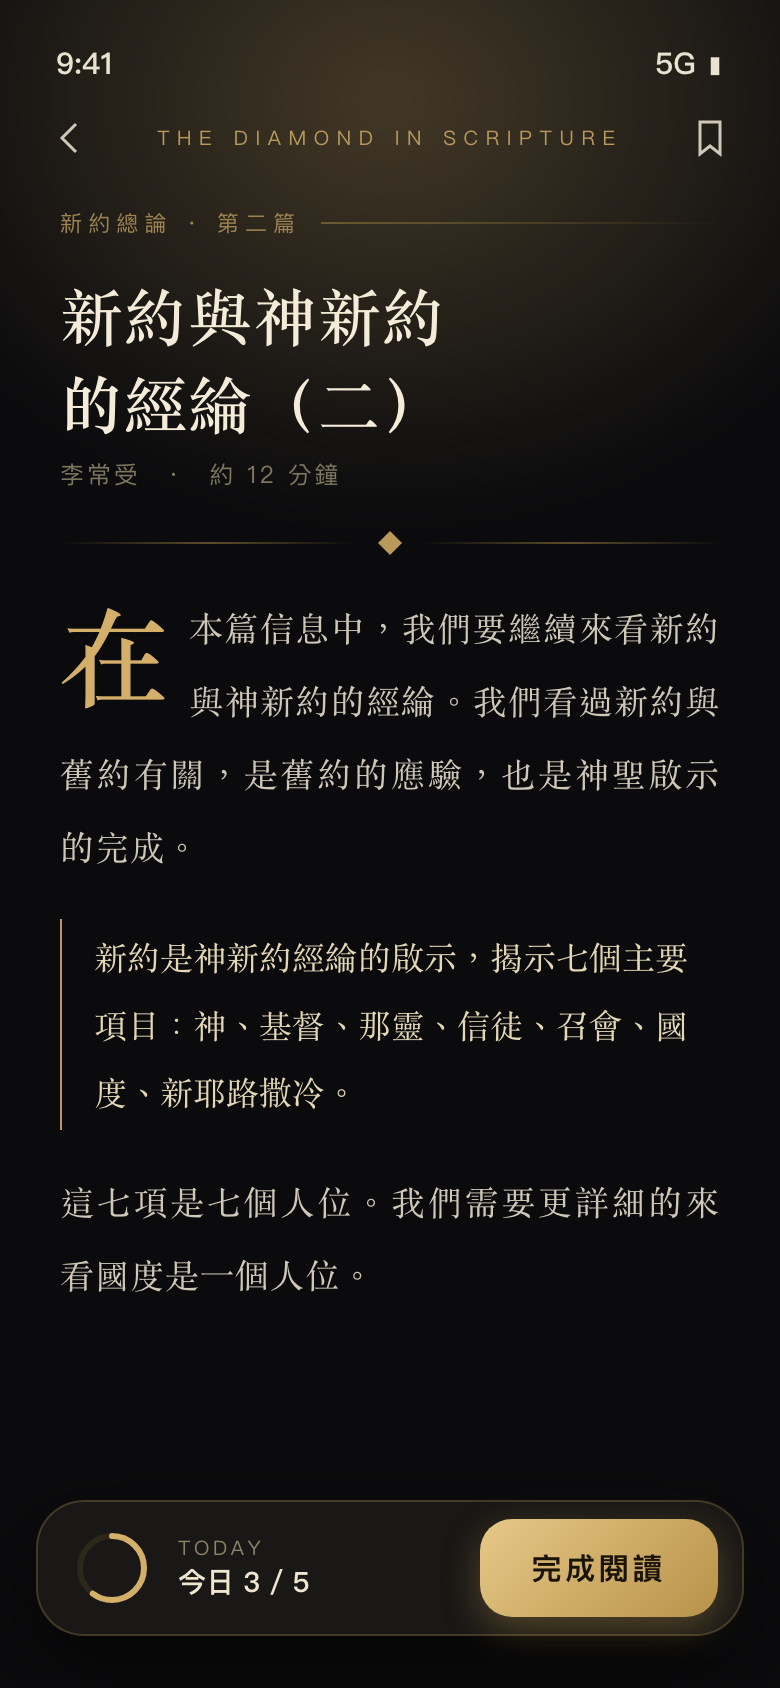 9:41
5G
THE DIAMOND IN SCRIPTURE
新約總論 · 第二篇
新約與神新約
的經綸（二）
李常受 · 約 12 分鐘
在本篇信息中，我們要繼續來看新約
與神新約的經綸。我們看過新約與
舊約有關，是舊約的應驗，也是神聖啟示
的完成。
新約是神新約經綸的啟示，揭示七個主要
項目：神、基督、那靈、信徒、召會、國
度、新耶路撒冷。
這七項是七個人位。我們需要更詳細的來
看國度是一個人位。
TODAY
今日 3 / 5
完成閱讀